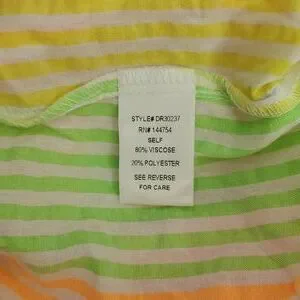 STYLE# DR30237
RN# 144754
SELF
80% VISCOSE
20% POLYESTER
SEE REVERSE
FOR CARE